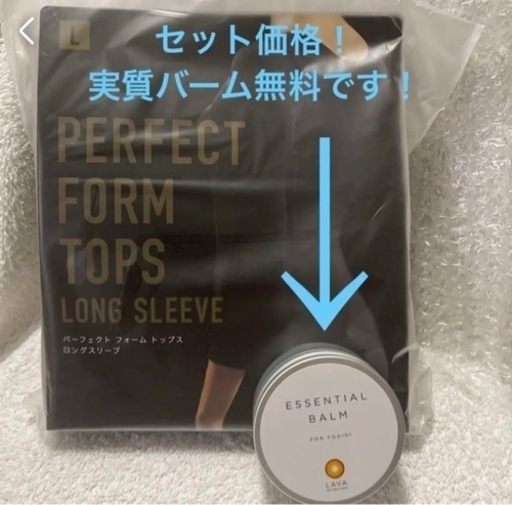 L
セット価格！
実質バーム無料です！
PERFECT
FORM
TOPS
LONG SLEEVE
パーフェクト フォーム トップス
ロングスリーブ
ESSENTIAL
BALM
FOR YOGINI
LAVA